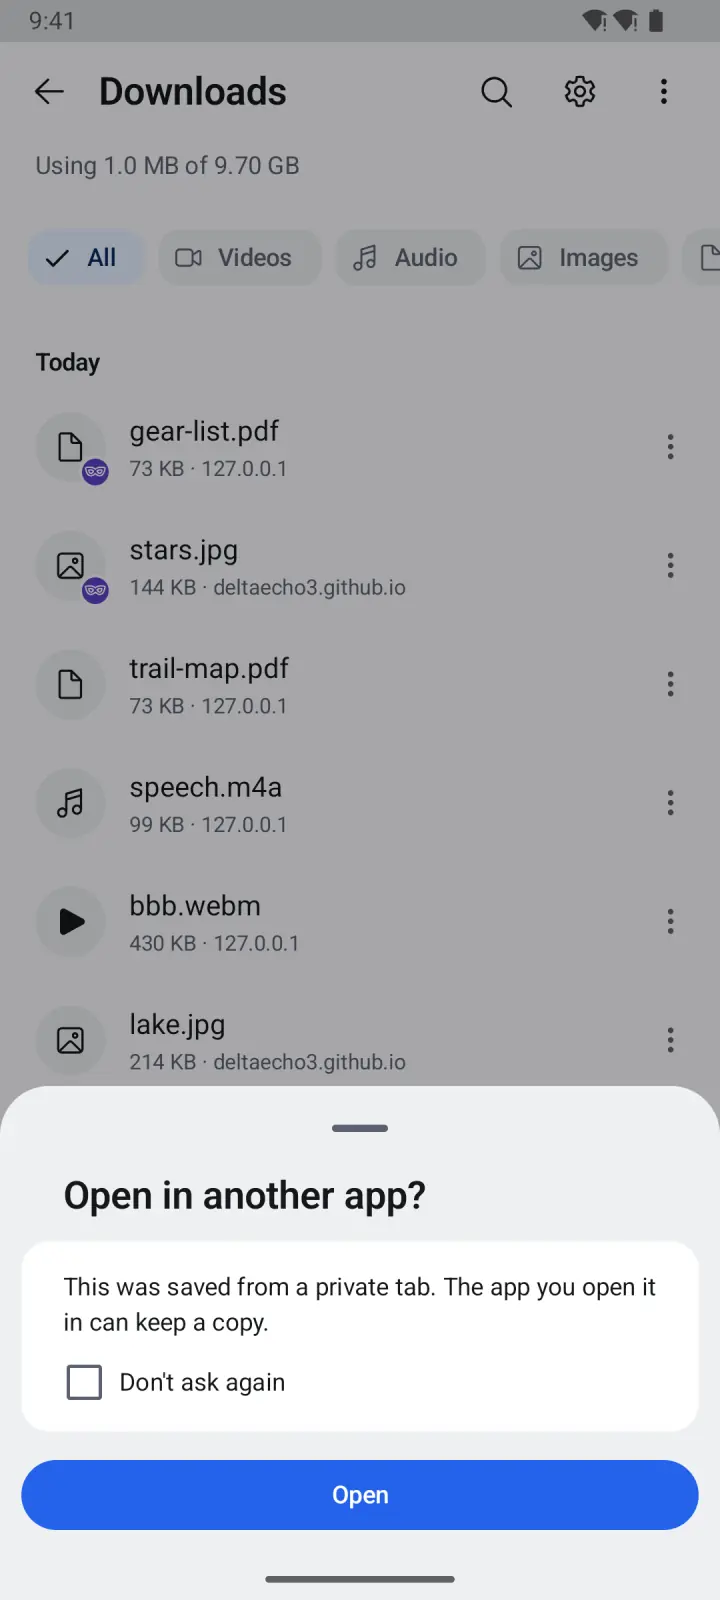 9:41
Downloads
Using 1.0 MB of 9.70 GB
All
Videos
Audio
Images
Today
gear-list.pdf
73 KB · 127.0.0.1
stars.jpg
144 KB · deltaecho3.github.io
trail-map.pdf
73 KB · 127.0.0.1
speech.m4a
99 KB · 127.0.0.1
bbb.webm
430 KB · 127.0.0.1
lake.jpg
214 KB · deltaecho3.github.io
Open in another app?
This was saved from a private tab. The app you open it
in can keep a copy.
Don't ask again
Open